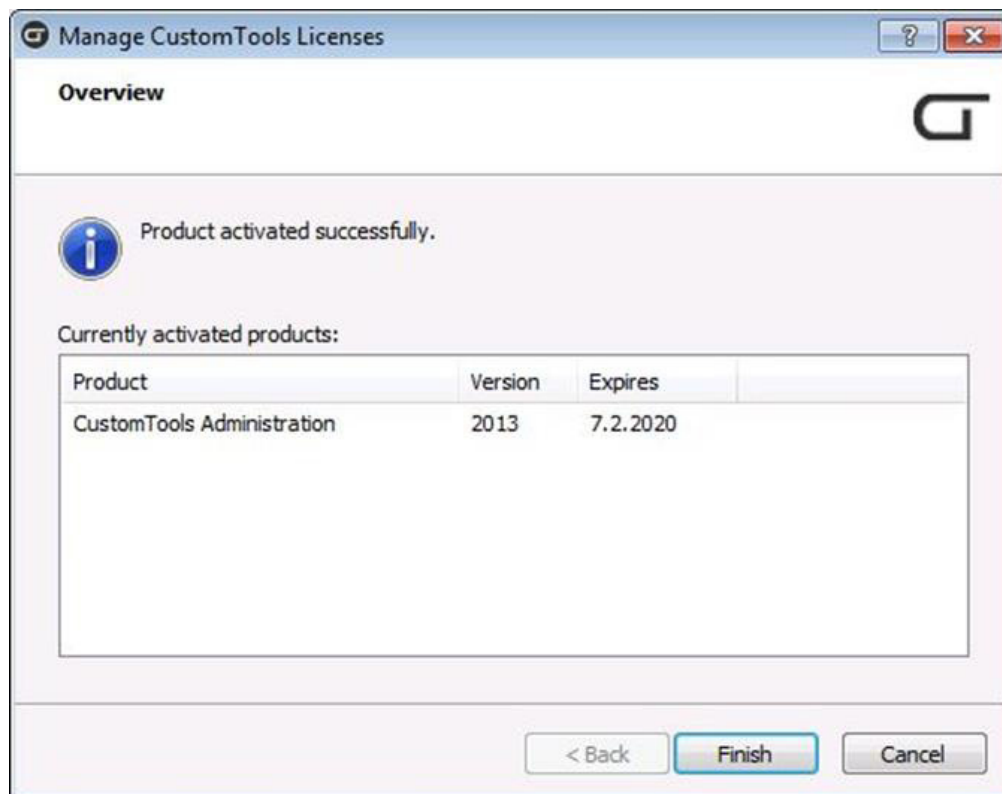 Manage CustomTools Licenses
Overview
Product activated successfully.
Currently activated products:
Product Version Expires
CustomTools Administration 2013 7.2.2020
< Back Finish Cancel